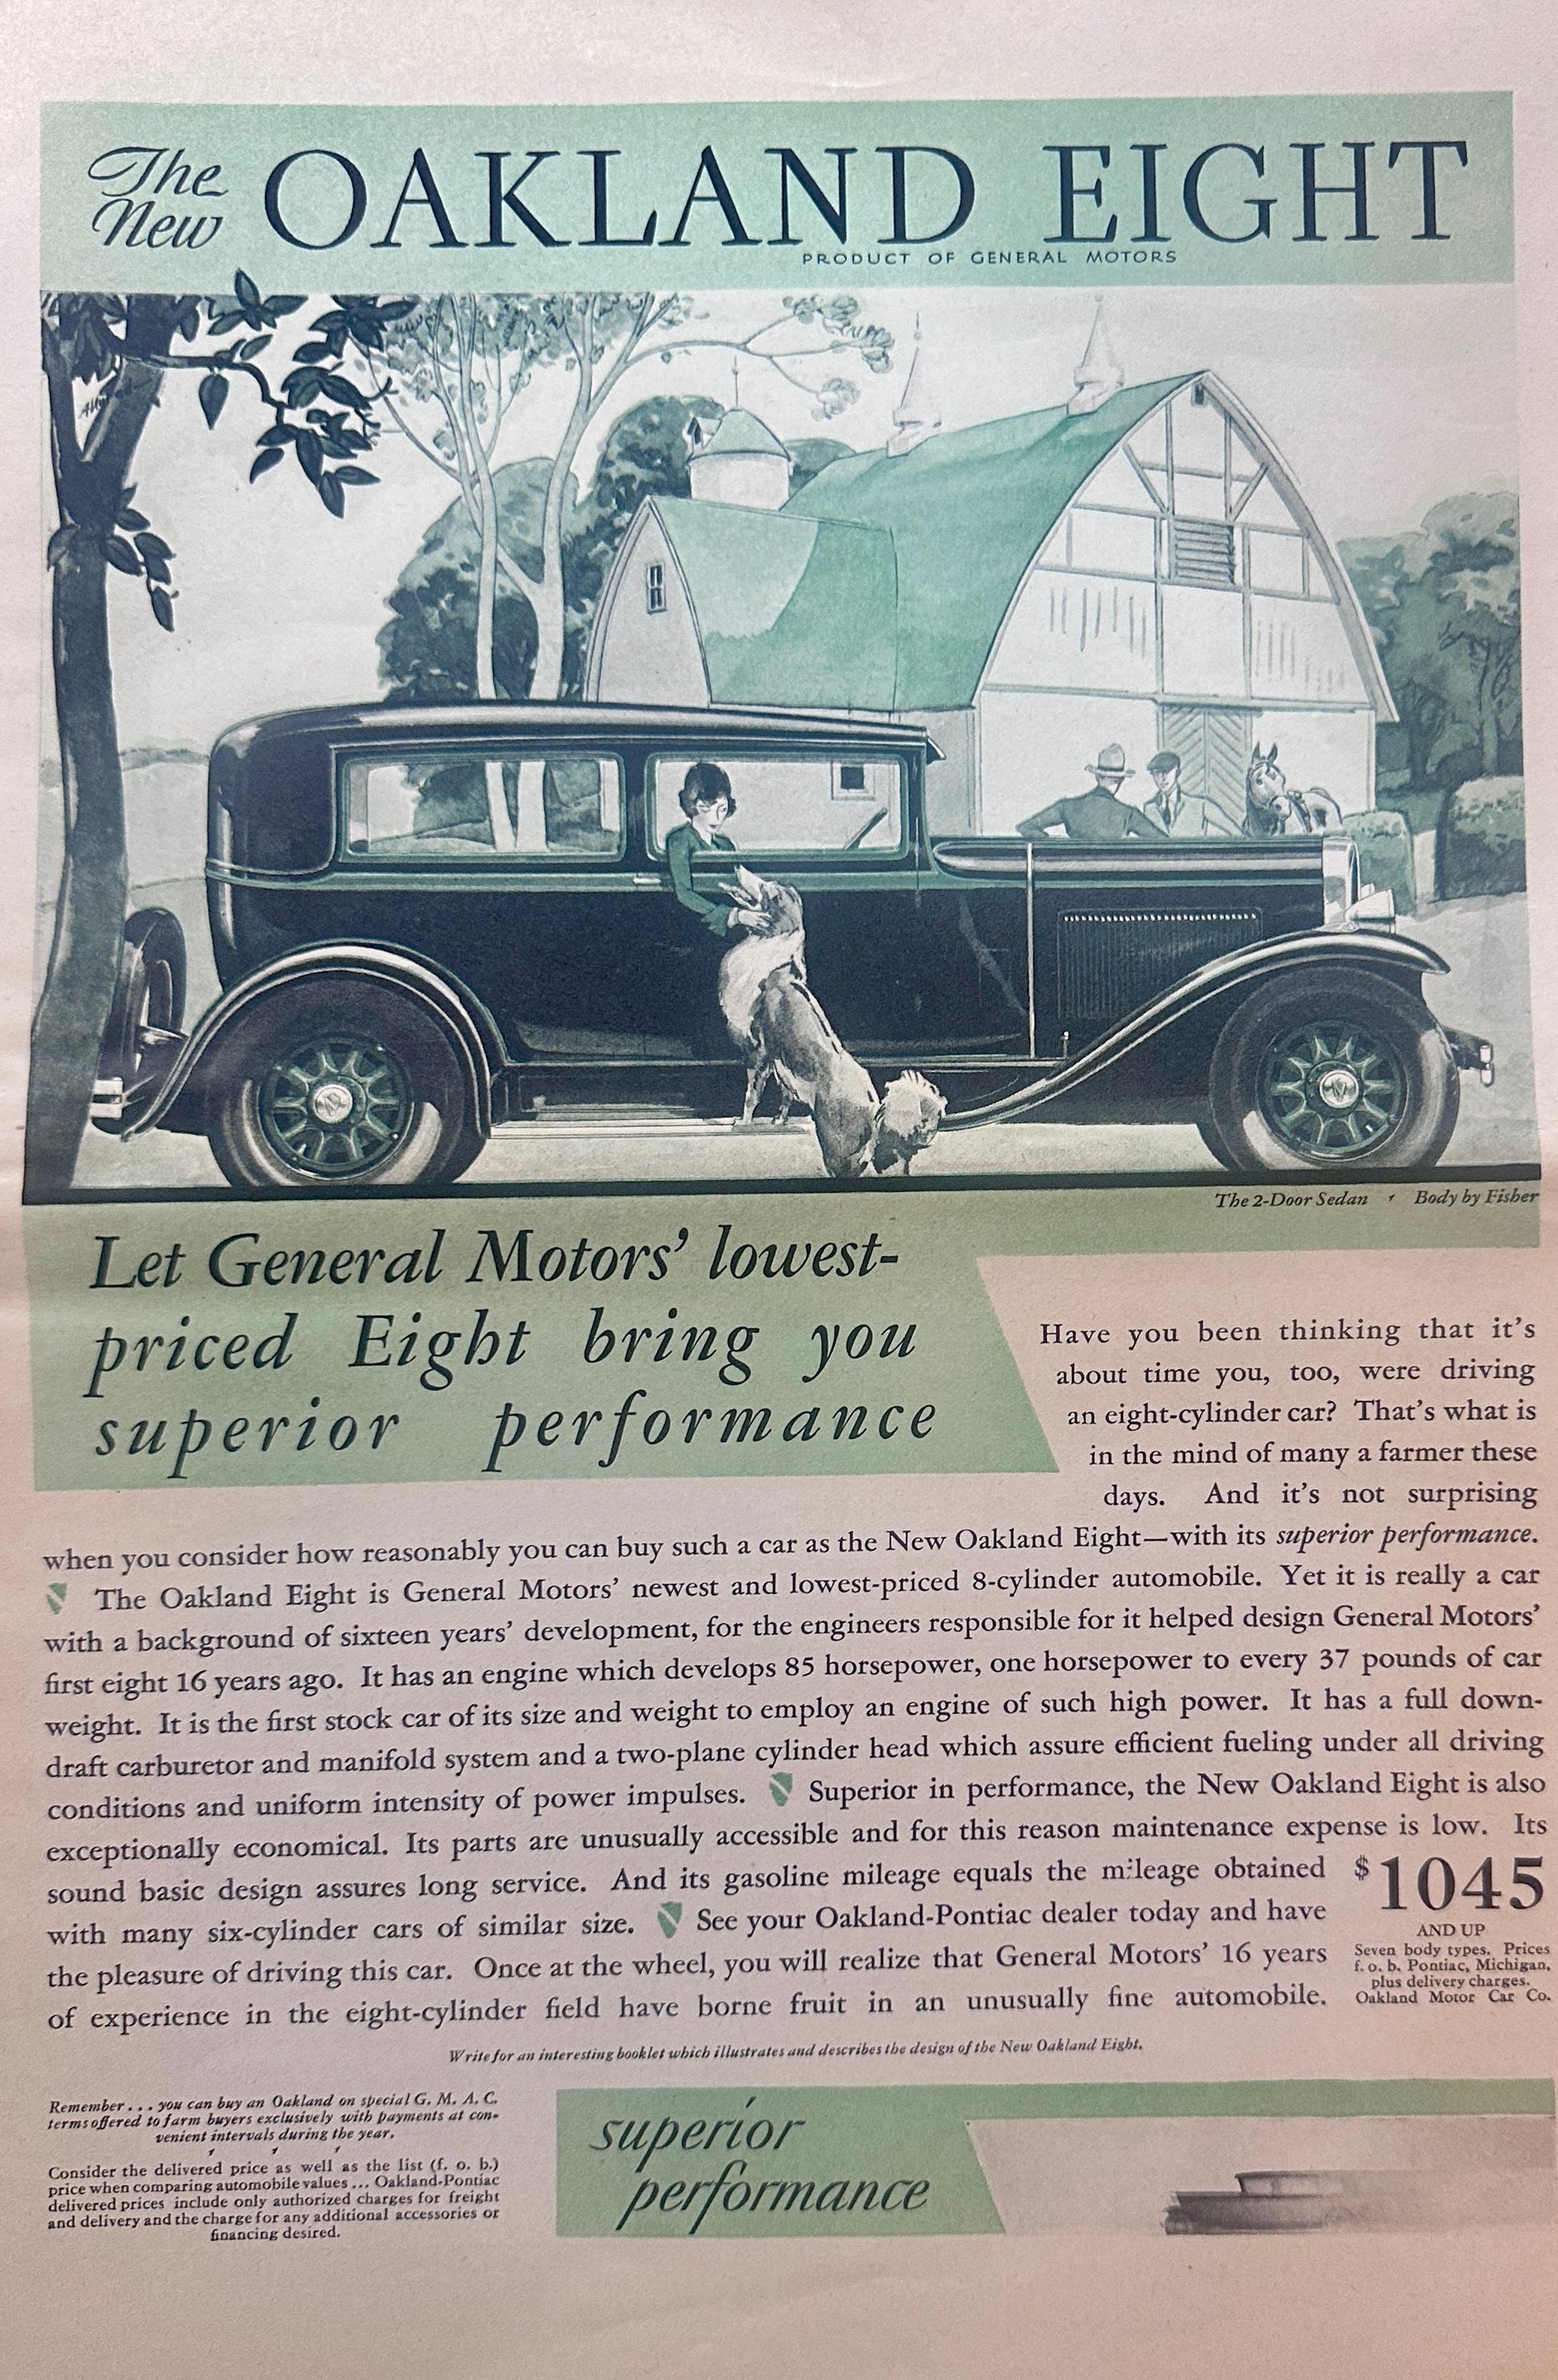 The New OAKLAND EIGHT
PRODUCT OF GENERAL MOTORS
The 2-Door Sedan ′ Body by Fisher
Let General Motors’ lowest-
priced Eight bring you
superior performance
Have you been thinking that it’s
about time you, too, were driving
an eight-cylinder car? That’s what is
in the mind of many a farmer these
days. And it’s not surprising
when you consider how reasonably you can buy such a car as the New Oakland Eight—with its superior performance.
The Oakland Eight is General Motors’ newest and lowest-priced 8-cylinder automobile. Yet it is really a car
with a background of sixteen years’ development, for the engineers responsible for it helped design General Motors’
first eight 16 years ago. It has an engine which develops 85 horsepower, one horsepower to every 37 pounds of car
weight. It is the first stock car of its size and weight to employ an engine of such high power. It has a full down-
draft carburetor and manifold system and a two-plane cylinder head which assure efficient fueling under all driving
conditions and uniform intensity of power impulses. Superior in performance, the New Oakland Eight is also
exceptionally economical. Its parts are unusually accessible and for this reason maintenance expense is low. Its
sound basic design assures long service. And its gasoline mileage equals the mileage obtained
with many six-cylinder cars of similar size. See your Oakland-Pontiac dealer today and have
the pleasure of driving this car. Once at the wheel, you will realize that General Motors’ 16 years
of experience in the eight-cylinder field have borne fruit in an unusually fine automobile.
$1045
AND UP
Seven body types. Prices
f. o. b. Pontiac, Michigan,
plus delivery charges.
Oakland Motor Car Co.
Write for an interesting booklet which illustrates and describes the design of the New Oakland Eight.
Remember . . . you can buy an Oakland on special G. M. A. C.
terms offered to farm buyers exclusively with payments at con-
venient intervals during the year.
Consider the delivered price as well as the list (f. o. b.)
price when comparing automobile values . . . Oakland-Pontiac
delivered prices include only authorized charges for freight
and delivery and the charge for any additional accessories or
financing desired.
superior
performance